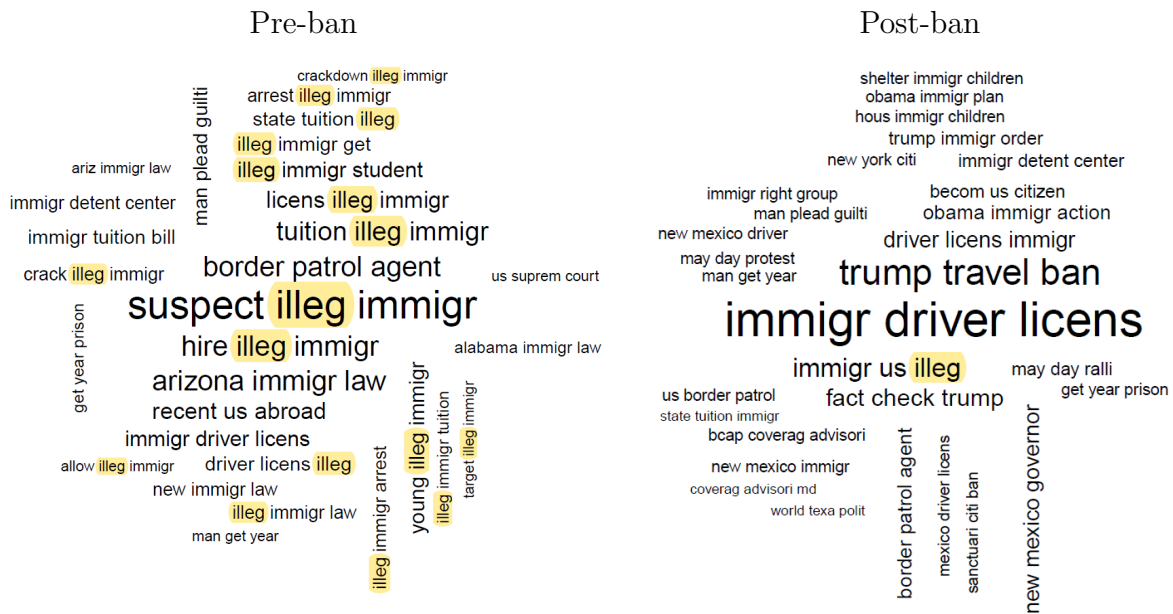 Pre-ban
crackdown illeg immigr
arrest illeg immigr
state tuition illeg
man plead guilti
illeg immigr get
illeg immigr student
ariz immigr law
licens illeg immigr
immigr detent center
tuition illeg immigr
immigr tuition bill
border patrol agent
crack illeg immigr
us suprem court
suspect illeg immigr
get year prison
hire illeg immigr
alabama immigr law
arizona immigr law
recent us abroad
young illeg immigr
illeg immigr tuition
target illeg immigr
immigr driver licens
allow illeg immigr
driver licens illeg
illeg immigr arrest
new immigr law
illeg immigr law
man get year
Post-ban
shelter immigr children
obama immigr plan
hous immigr children
trump immigr order
new york citi
immigr detent center
immigr right group
becom us citizen
man plead guilti
obama immigr action
new mexico driver
driver licens immigr
may day protest
man get year
trump travel ban
immigr driver licens
immigr us illeg
may day ralli
get year prison
us border patrol
fact check trump
state tuition immigr
bcap coverag advisori
new mexico immigr
coverag advisori md
world texa polit
border patrol agent
mexico driver licens
sanctuari citi ban
new mexico governor